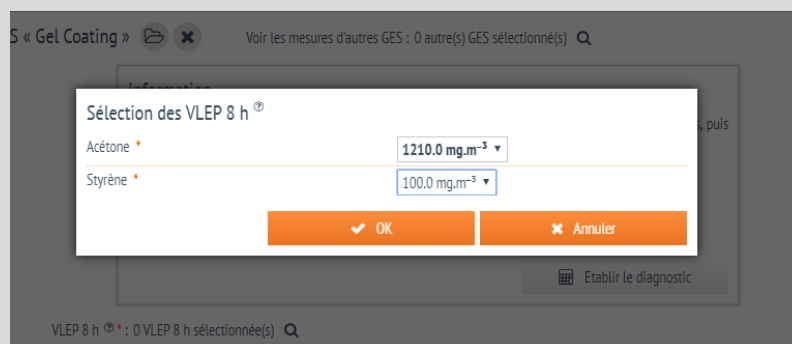 S « Gel Coating » Voir les mesures d'autres GES : 0 autre(s) GES sélectionné(s)
Information
, puis
Sélection des VLEP 8 h ?
Acétone * 1210.0 mg.m⁻³
Styrène * 100.0 mg.m⁻³
OK Annuler
Etablir le diagnostic
VLEP 8 h ? * : 0 VLEP 8 h sélectionnée(s)